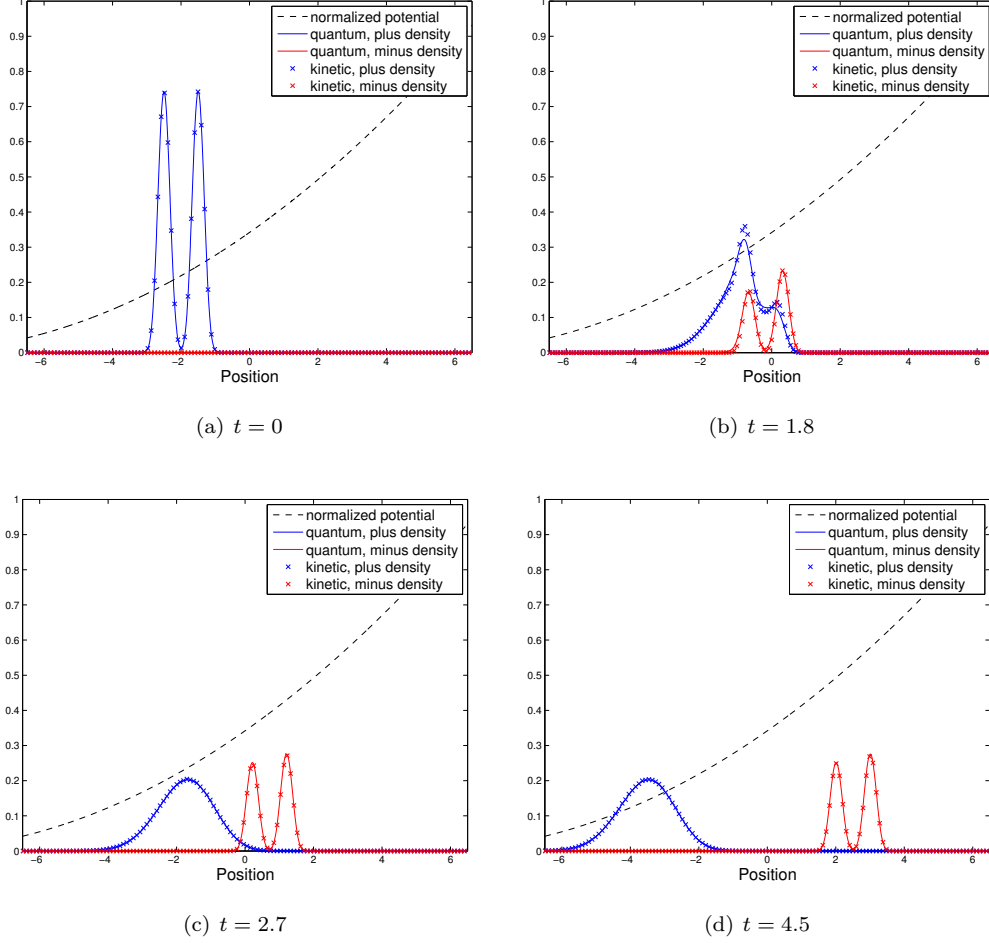 1
0.9
0.8
0.7
0.6
0.5
0.4
0.3
0.2
0.1
0
−6 −4 −2 0 2 4 6
Position
normalized potential
quantum, plus density
quantum, minus density
kinetic, plus density
kinetic, minus density
(a) t = 0
1
0.9
0.8
0.7
0.6
0.5
0.4
0.3
0.2
0.1
0
−6 −4 −2 0 2 4 6
Position
normalized potential
quantum, plus density
quantum, minus density
kinetic, plus density
kinetic, minus density
(b) t = 1.8
1
0.9
0.8
0.7
0.6
0.5
0.4
0.3
0.2
0.1
0
−6 −4 −2 0 2 4 6
Position
normalized potential
quantum, plus density
quantum, minus density
kinetic, plus density
kinetic, minus density
(c) t = 2.7
1
0.9
0.8
0.7
0.6
0.5
0.4
0.3
0.2
0.1
0
−6 −4 −2 0 2 4 6
Position
normalized potential
quantum, plus density
quantum, minus density
kinetic, plus density
kinetic, minus density
(d) t = 4.5